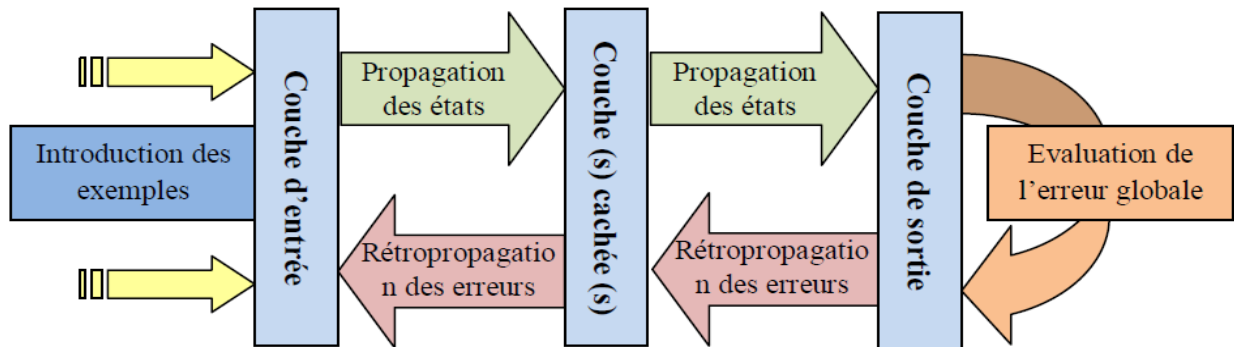 Introduction des
exemples
Couche d'entrée
Propagation
des états
Rétropropagatio
n des erreurs
Couche (s) cachée (s)
Propagation
des états
Rétropropagatio
n des erreurs
Couche de sortie
Evaluation de
l'erreur globale